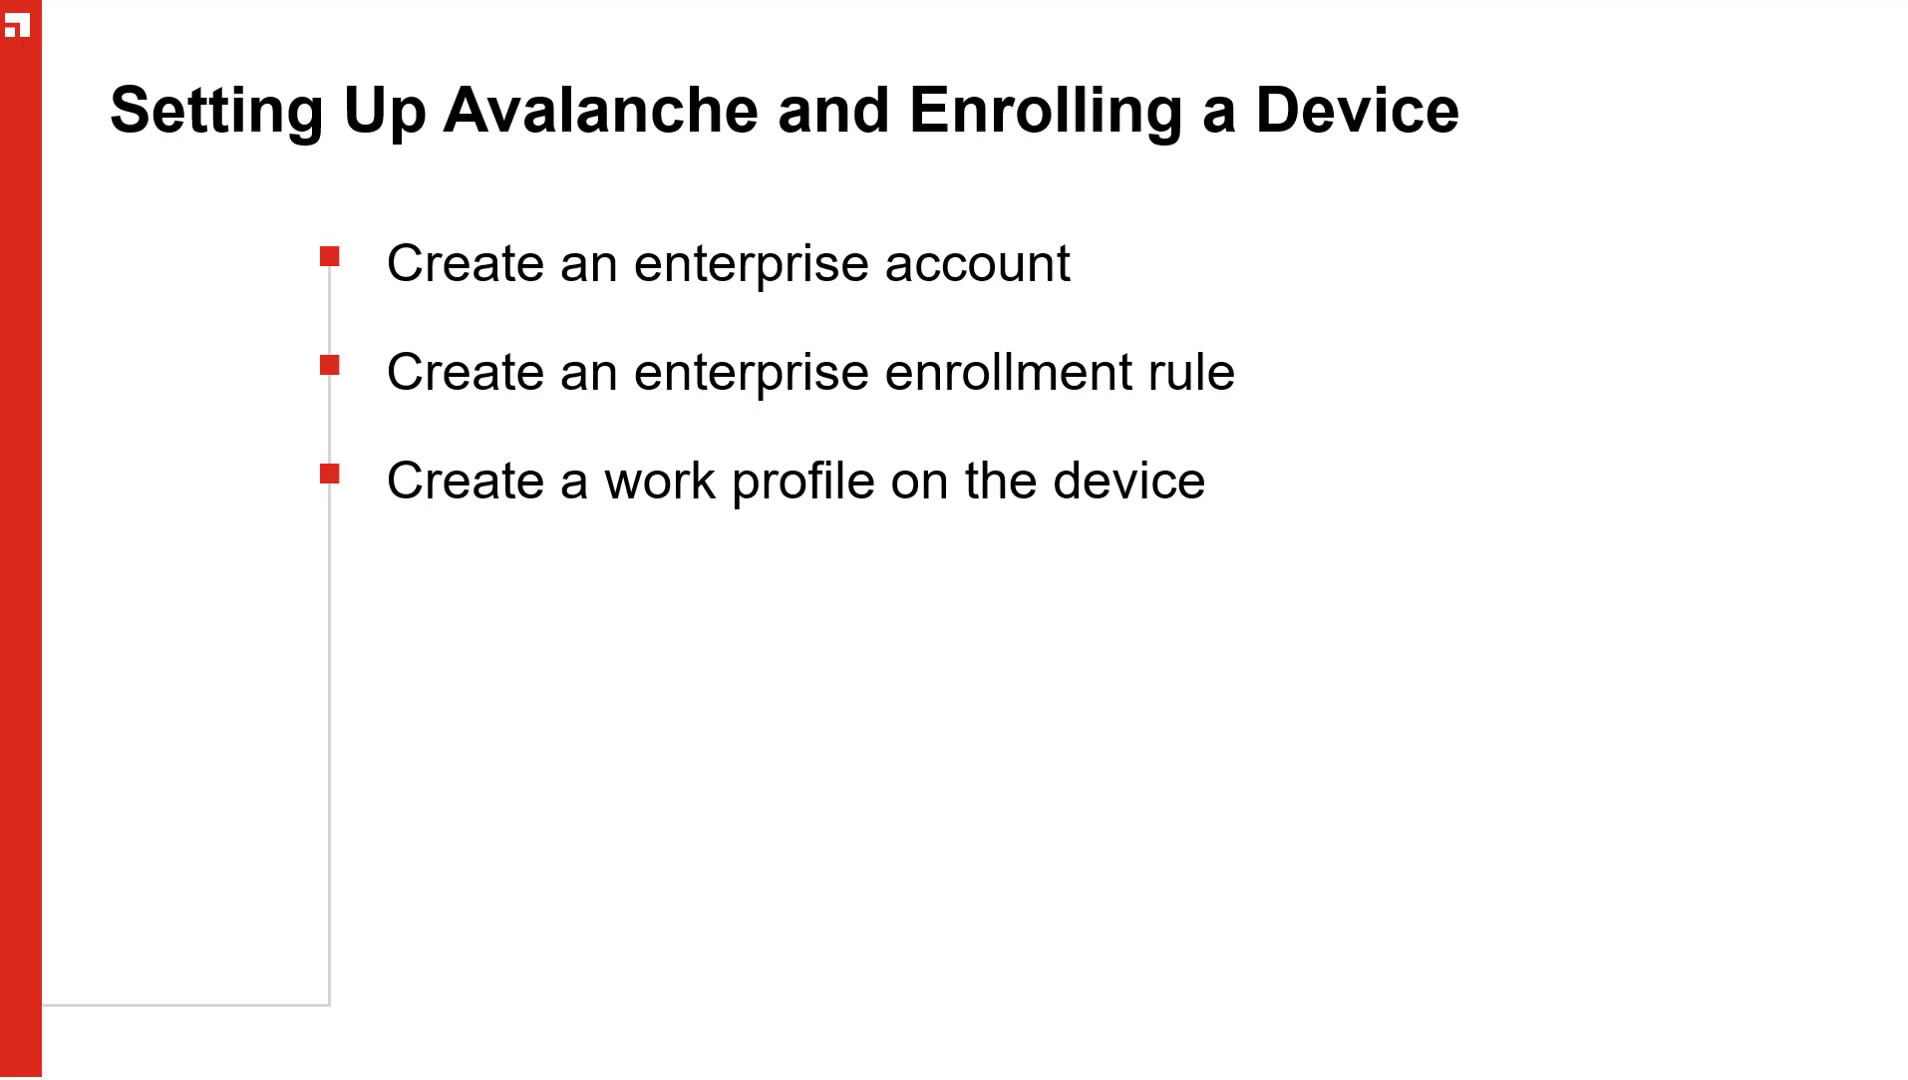 Setting Up Avalanche and Enrolling a Device
Create an enterprise account
Create an enterprise enrollment rule
Create a work profile on the device